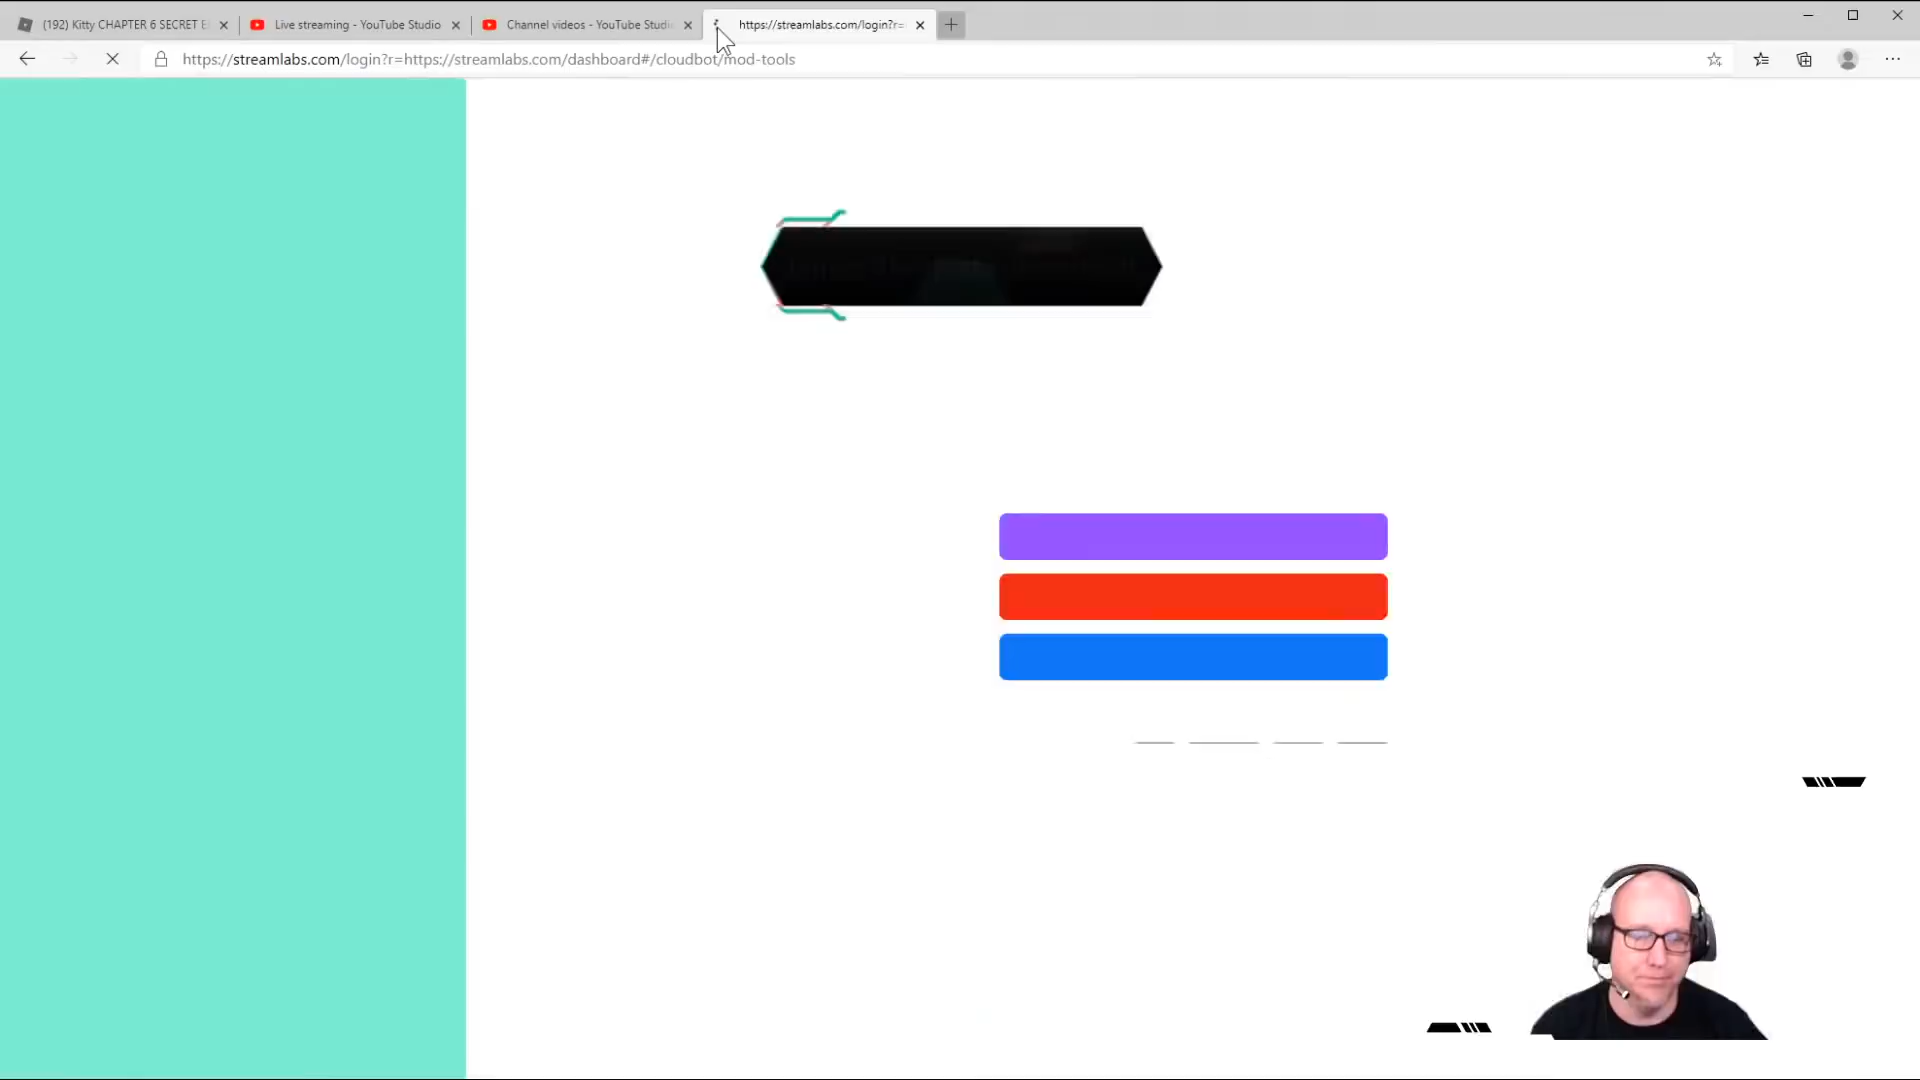 (192) Kitty CHAPTER 6 SECRET E
Live streaming - YouTube Studio
Channel videos - YouTube Studi
https://streamlabs.com/login?r=
https://streamlabs.com/login?r=https://streamlabs.com/dashboard#/cloudbot/mod-tools